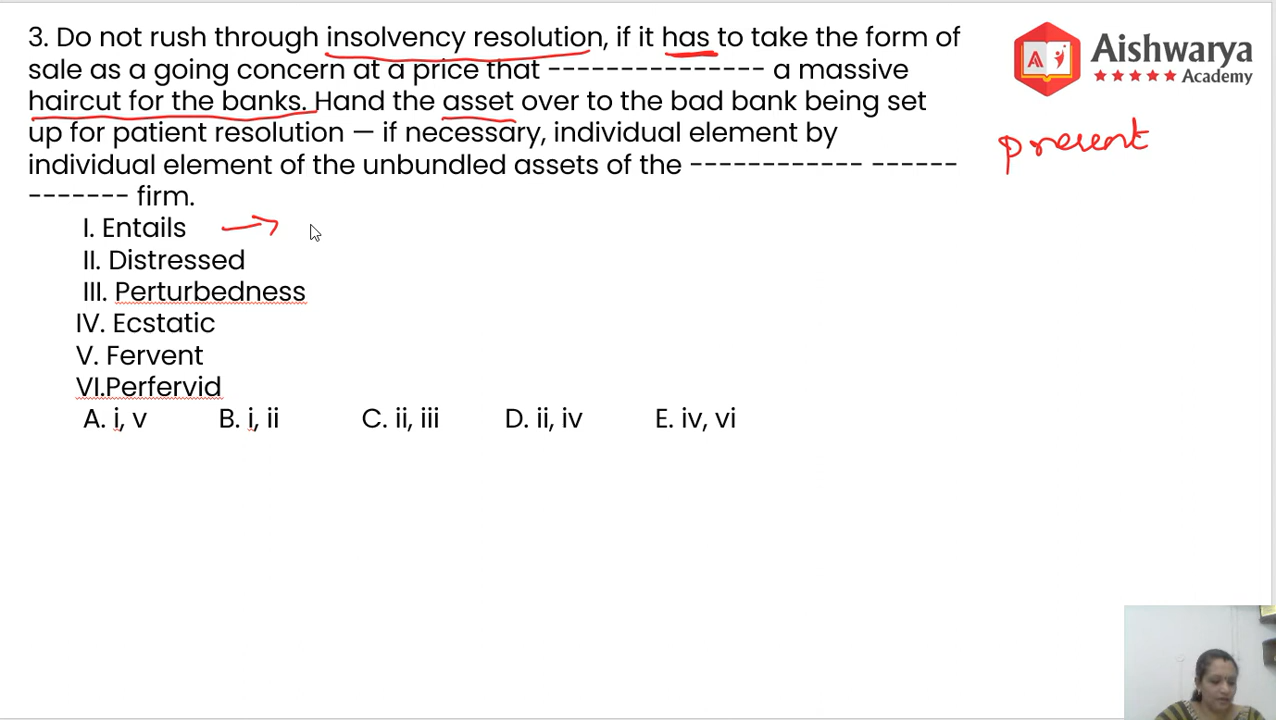 3. Do not rush through insolvency resolution, if it has to take the form of
sale as a going concern at a price that --------------- a massive
haircut for the banks. Hand the asset over to the bad bank being set
up for patient resolution — if necessary, individual element by
individual element of the unbundled assets of the ------------ ------
------- firm.
I. Entails
II. Distressed
III. Perturbedness
IV. Ecstatic
V. Fervent
VI.Perfervid
A. i, v B. i, ii C. ii, iii D. ii, iv E. iv, vi
Aishwarya
Academy
present